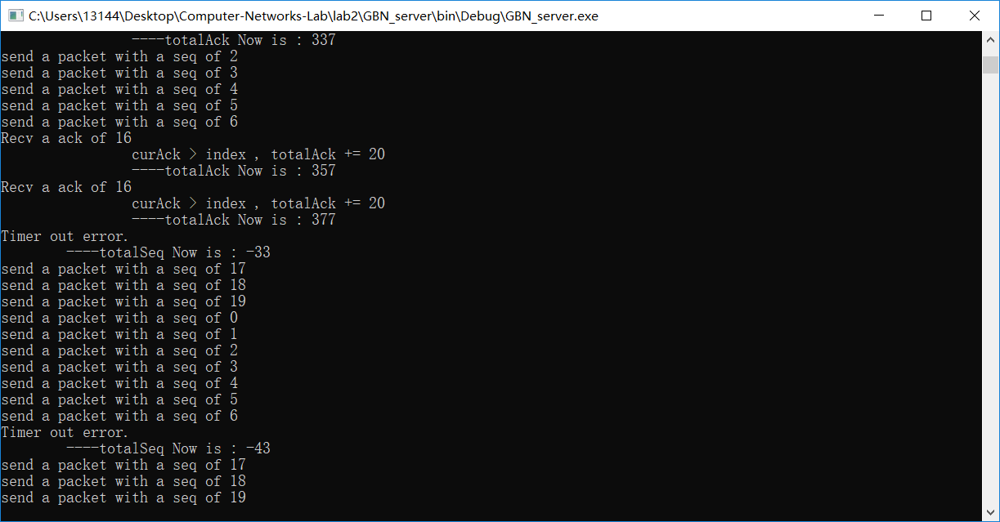 C:\Users\13144\Desktop\Computer-Networks-Lab\lab2\GBN_server\bin\Debug\GBN_server.exe
----totalAck Now is : 337
send a packet with a seq of 2
send a packet with a seq of 3
send a packet with a seq of 4
send a packet with a seq of 5
send a packet with a seq of 6
Recv a ack of 16
curAck > index , totalAck += 20
----totalAck Now is : 357
Recv a ack of 16
curAck > index , totalAck += 20
----totalAck Now is : 377
Timer out error.
----totalSeq Now is : -33
send a packet with a seq of 17
send a packet with a seq of 18
send a packet with a seq of 19
send a packet with a seq of 0
send a packet with a seq of 1
send a packet with a seq of 2
send a packet with a seq of 3
send a packet with a seq of 4
send a packet with a seq of 5
send a packet with a seq of 6
Timer out error.
----totalSeq Now is : -43
send a packet with a seq of 17
send a packet with a seq of 18
send a packet with a seq of 19